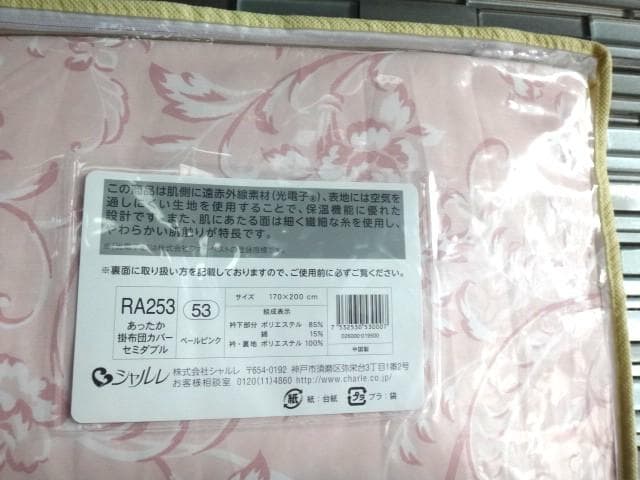 この商品は肌側に遠赤外線素材(光電子®)、表地には空気を
通しにくい生地を使用することで、保温機能に優れた
設計です。また、肌にあたる面は細く繊細な糸を使用し、
やわらかい肌触りが特長です。
※裏面に取り扱い方を記載しておりますので、ご使用前に必ずご覧ください。
RA253
53
あったか
掛布団カバー
セミダブル
ペールピンク
サイズ 170×200cm
組成表示
衿下部分 ポリエステル 85%
綿 15%
衿・裏地 ポリエステル 100%
7 532530 530007
026000 019500
中国製
シャルレ
株式会社シャルレ 〒654-0192 神戸市須磨区弥栄台3丁目1番2号
お客様相談室 0120(11)4860 http://www.charle.co.jp/
紙 紙:台紙 プラ プラ:袋